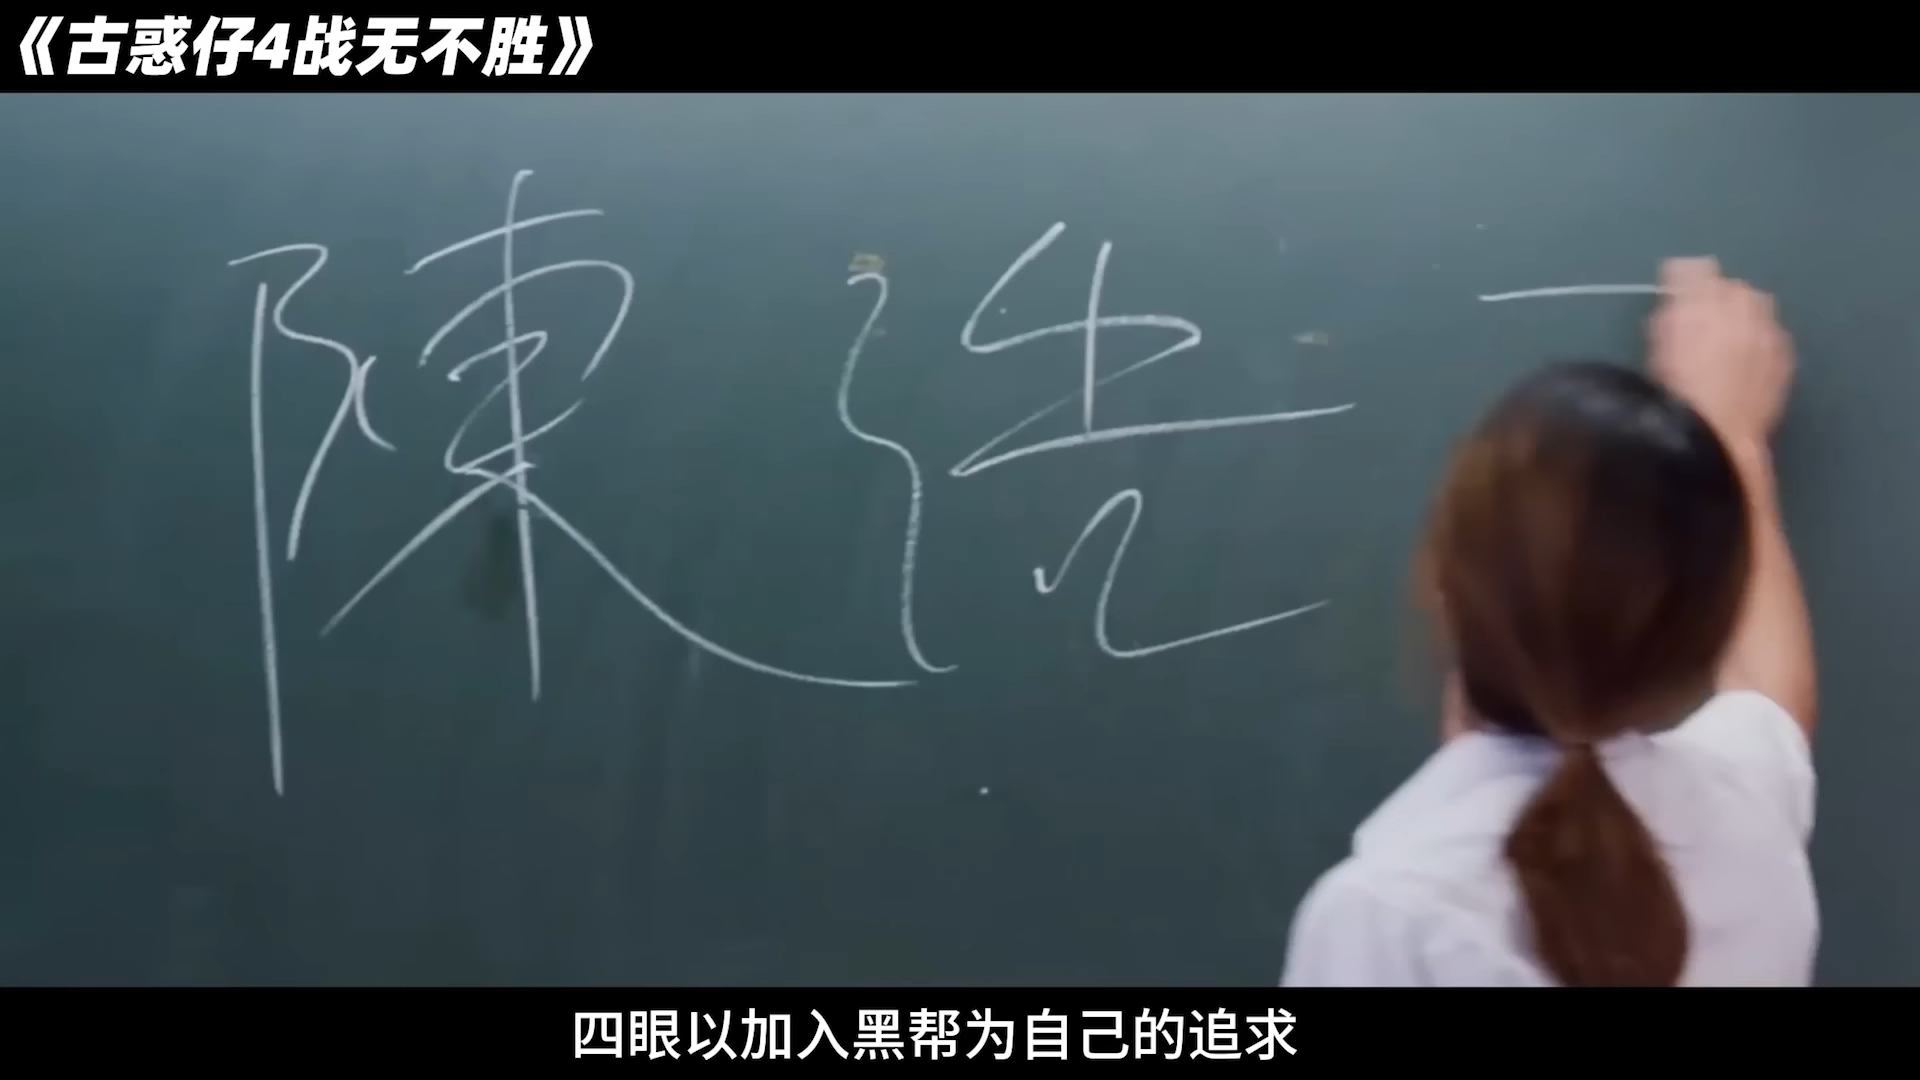 《古惑仔4战无不胜》
陳浩一
四眼以加入黑帮为自己的追求